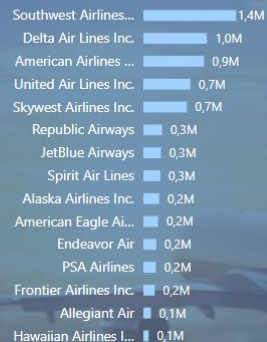 Southwest Airlines... 1,4M
Delta Air Lines Inc. 1,0M
American Airlines ... 0,9M
United Air Lines Inc. 0,7M
Skywest Airlines Inc. 0,7M
Republic Airways 0,3M
JetBlue Airways 0,3M
Spirit Air Lines 0,3M
Alaska Airlines Inc. 0,2M
American Eagle Ai... 0,2M
Endeavor Air 0,2M
PSA Airlines 0,2M
Frontier Airlines Inc. 0,2M
Allegiant Air 0,1M
Hawaiian Airlines I... 0,1M